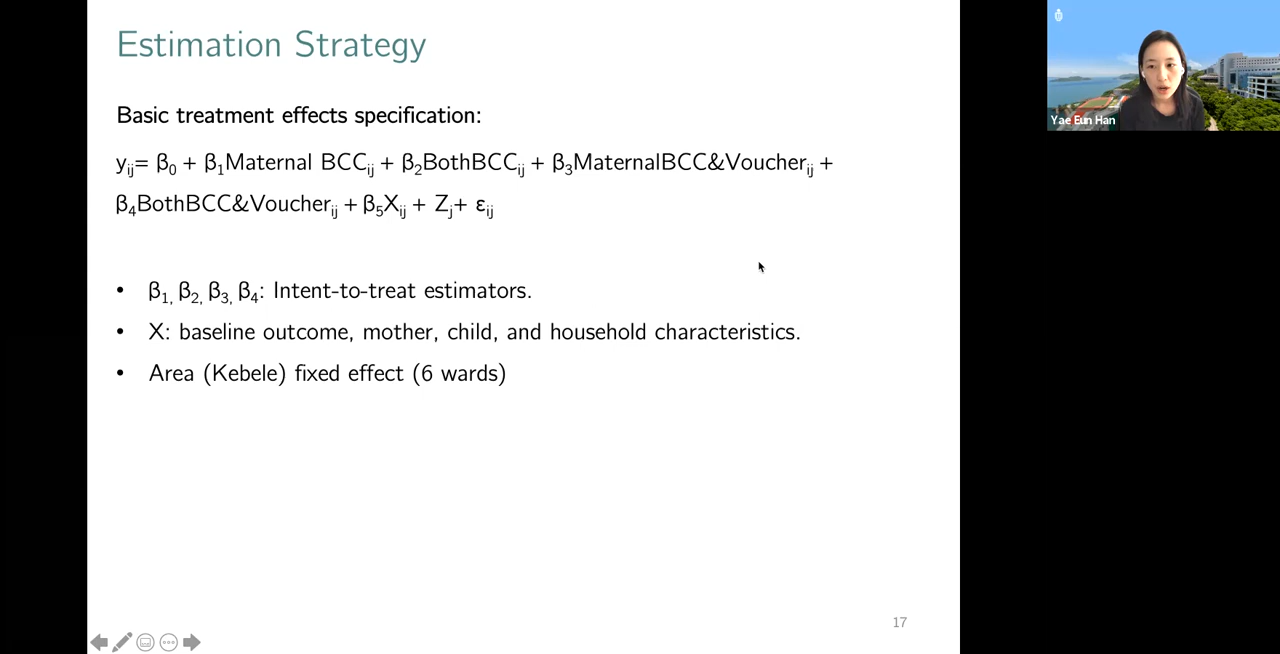 Estimation Strategy
Basic treatment effects specification:
yij= β0 + β1Maternal BCCij + β2BothBCCij + β3MaternalBCC&Voucherij +
β4BothBCC&Voucherij + β5Xij + Zj+ εij
• β1, β2, β3, β4: Intent-to-treat estimators.
• X: baseline outcome, mother, child, and household characteristics.
• Area (Kebele) fixed effect (6 wards)
17
Yae Eun Han